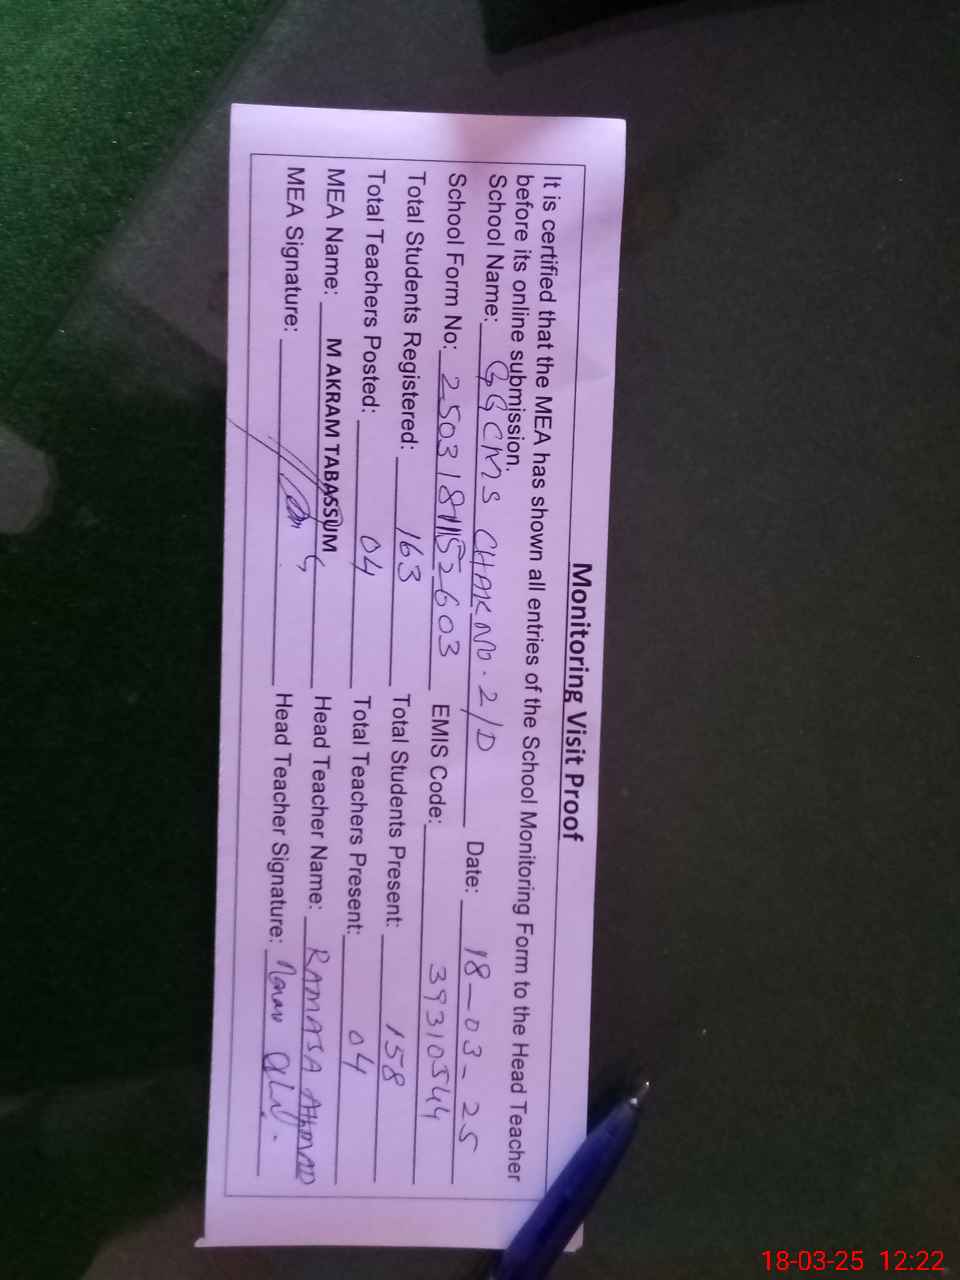 Monitoring Visit Proof
It is certified that the MEA has shown all entries of the School Monitoring Form to the Head Teacher
before its online submission.
School Name: GGCMS CHAK NO. 2/D Date: 18-03-25
School Form No: 2503181152603 EMIS Code: 39310544
Total Students Registered: 163 Total Students Present: 158
Total Teachers Posted: 04 Total Teachers Present: 04
MEA Name: M AKRAM TABASSUM Head Teacher Name: AHMAD
MEA Signature: Head Teacher Signature:
18-03-25 12:22